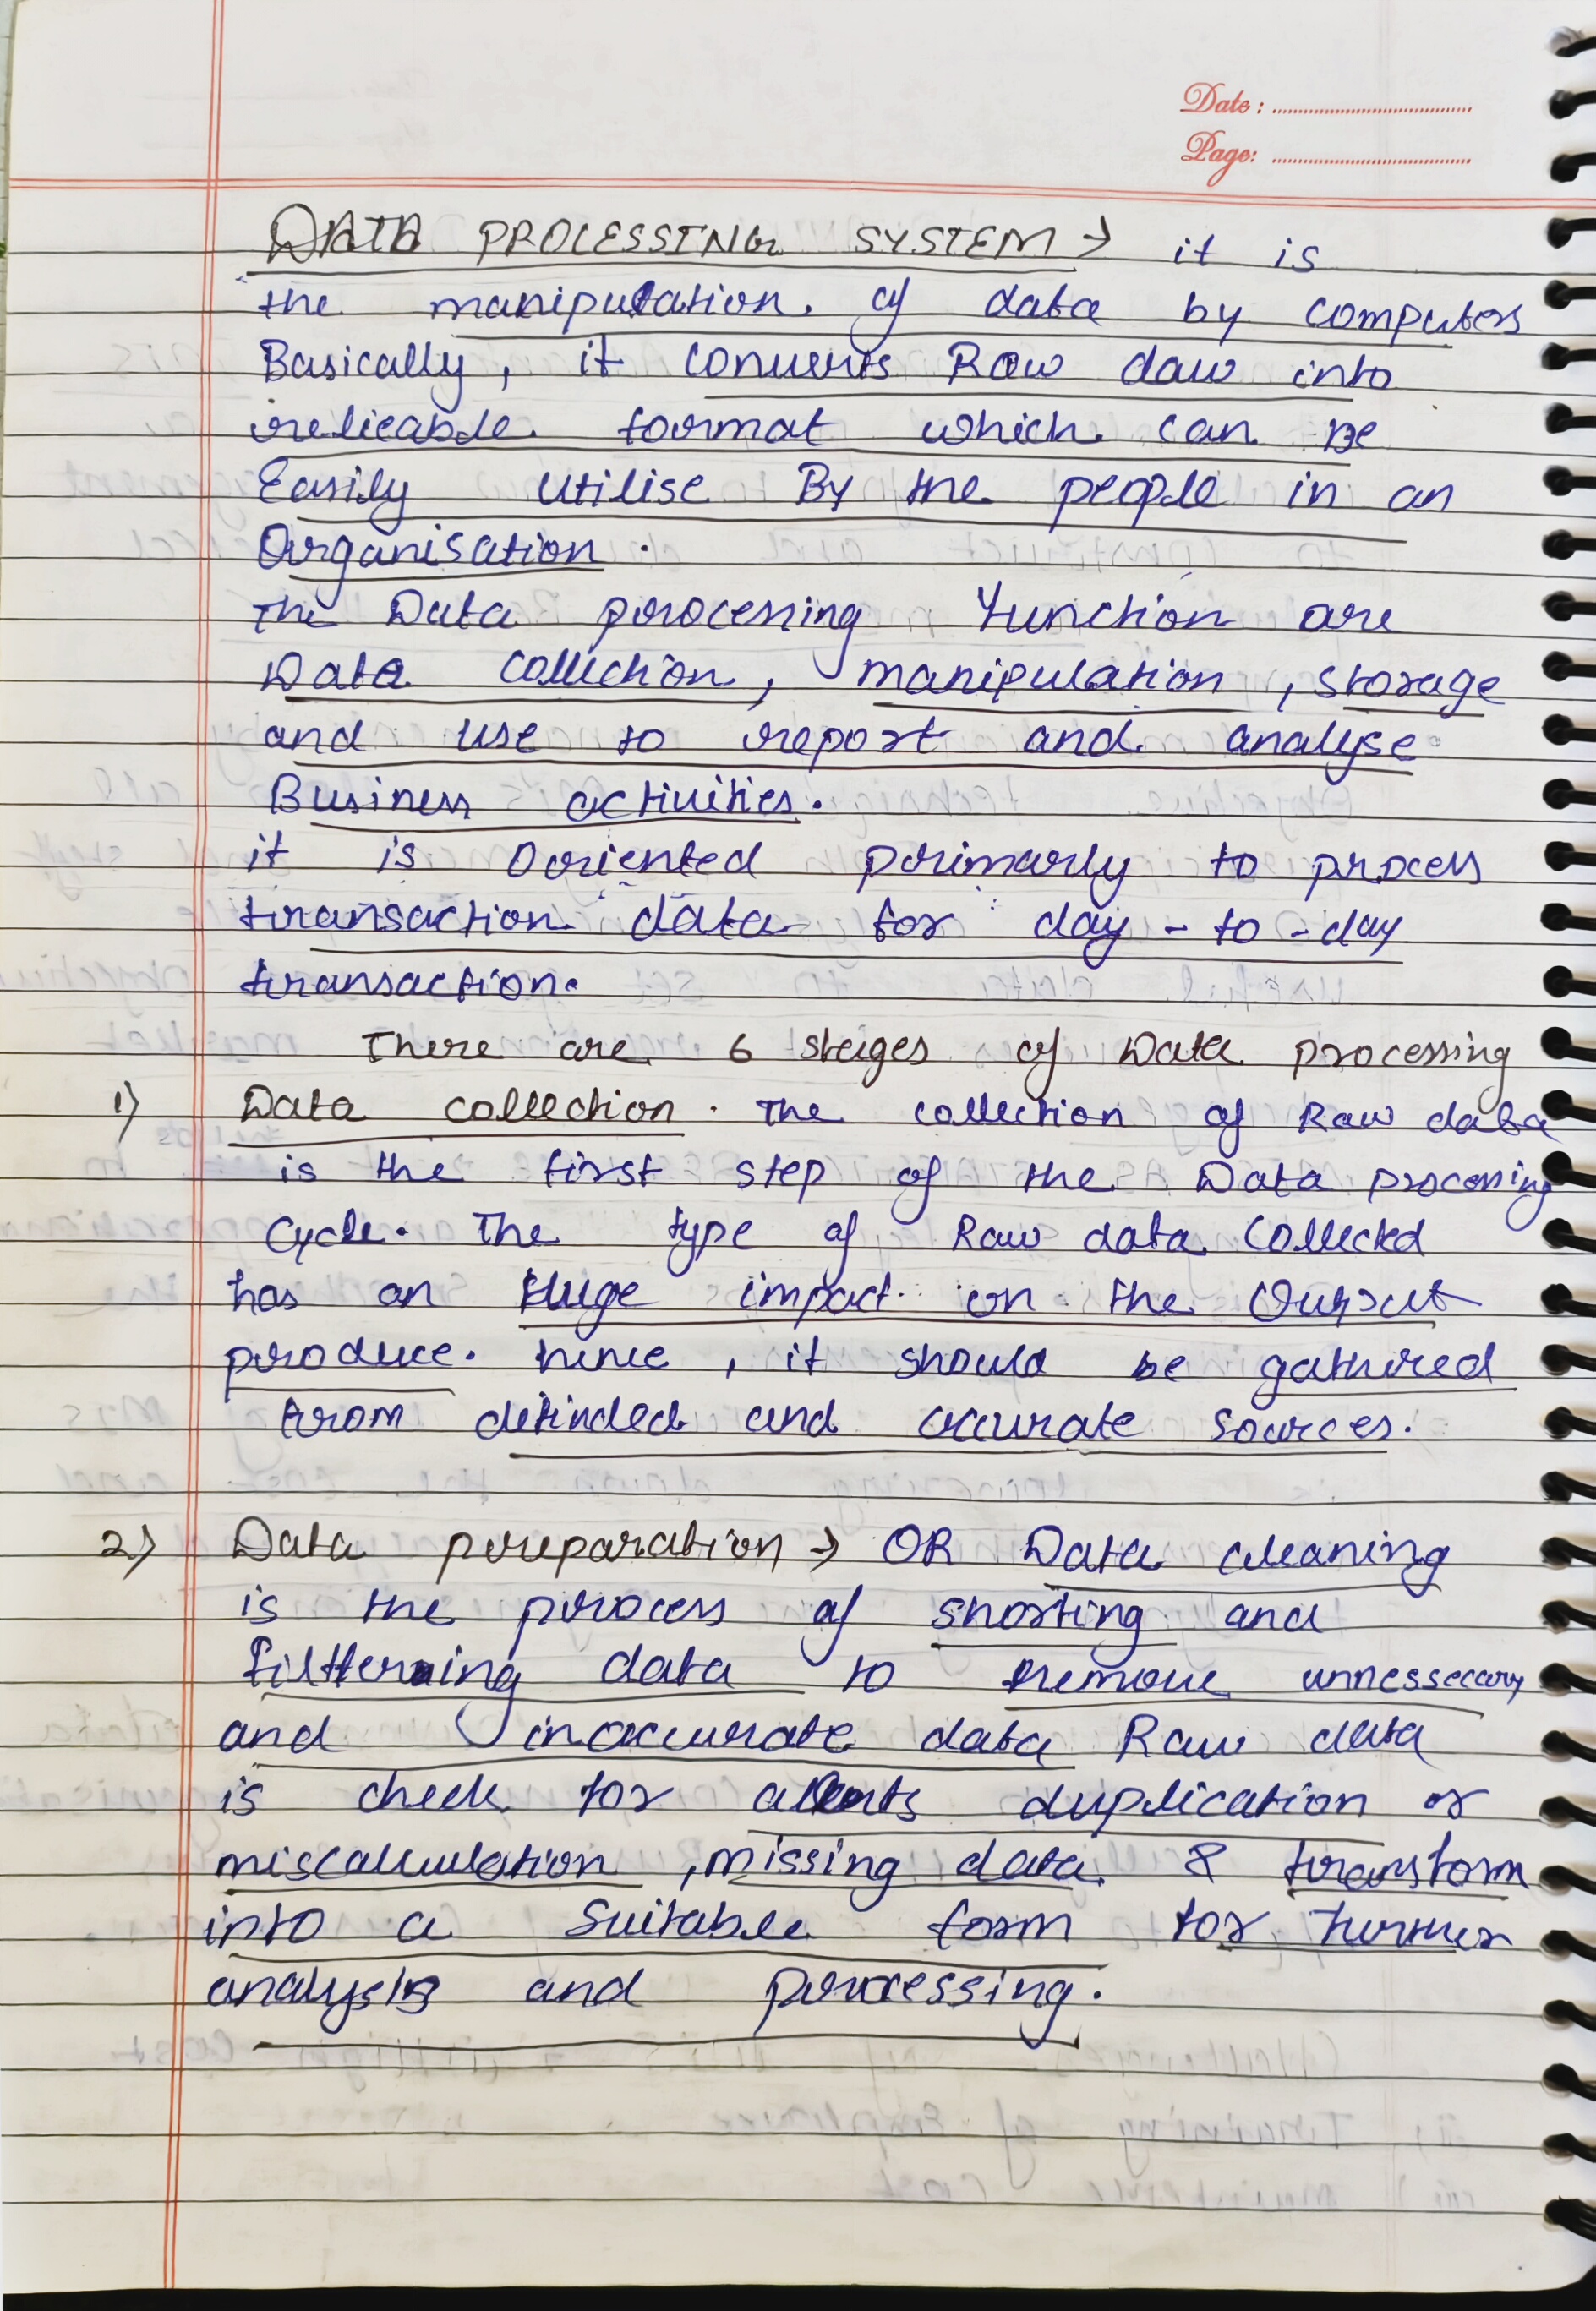 Date :
Page:
DATA PROCESSING SYSTEM → it is
the manipulation. of data by computers
Basically, it converts Raw daw into
relieable format which can be
Easily utilise By the people in an
Organisation .
The Data processing function are
Data collection, manipulation, storage
and use to report and analyse
Business activities.
it is Ooriented primarly to process
transaction data for day - to - day
transaction.
There are 6 stages of Data processing
1) Data collection . The collection of Raw data
is the first step of the Data processing
cycle. The type of Raw data collected
has an Huge impact on the Output
produce. hence, it should be gathered
from definded and accurate sources.
2) Data preparation → OR Data cleaning
is the process of shorting and
filttering data to remove unnessecary
and inaccurate data Raw data
is check for duplication or
miscalculation, missing data & transform
into a suitable form for further
analysis and processing.